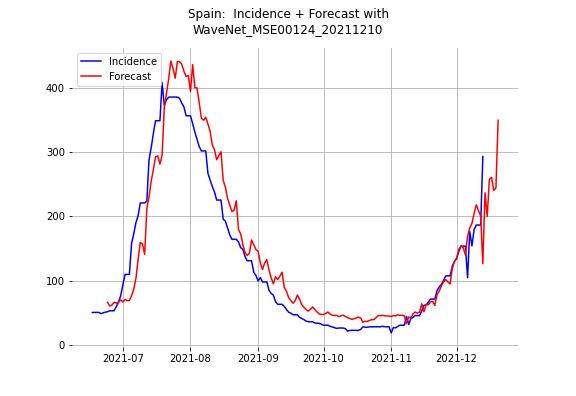 Spain:  Incidence + Forecast with
WaveNet_MSE00124_20211210
Incidence
Forecast
400
300
200
100
0
2021-07
2021-08
2021-09
2021-10
2021-11
2021-12